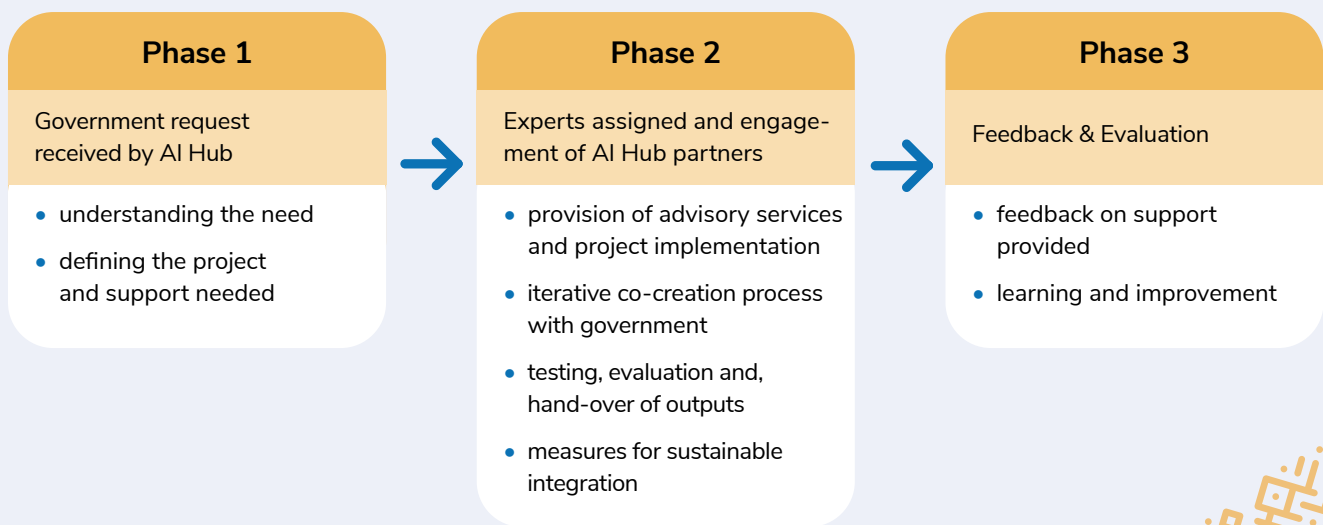 Phase 1
Government request
received by AI Hub
understanding the need
defining the project
and support needed
Phase 2
Experts assigned and engage-
ment of AI Hub partners
provision of advisory services
and project implementation
iterative co-creation process
with government
testing, evaluation and,
hand-over of outputs
measures for sustainable
integration
Phase 3
Feedback & Evaluation
feedback on support
provided
learning and improvement